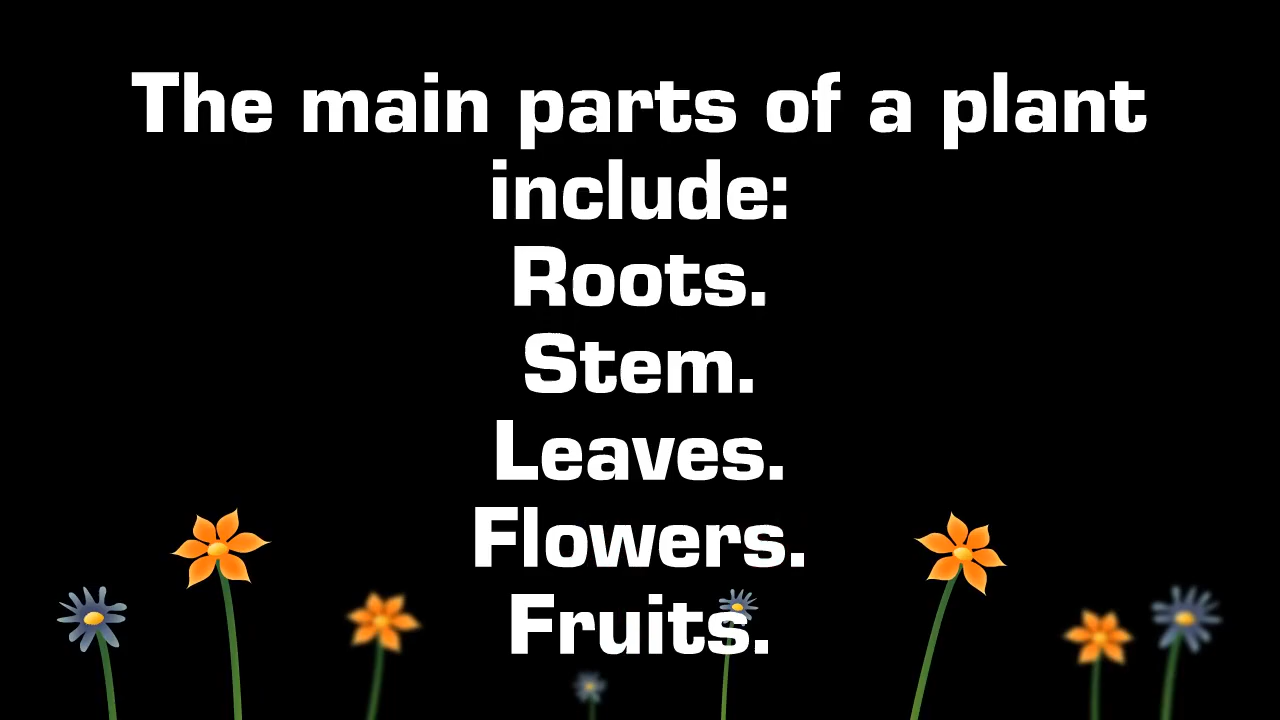 The main parts of a plant
include:
Roots.
Stem.
Leaves.
Flowers.
Fruits.